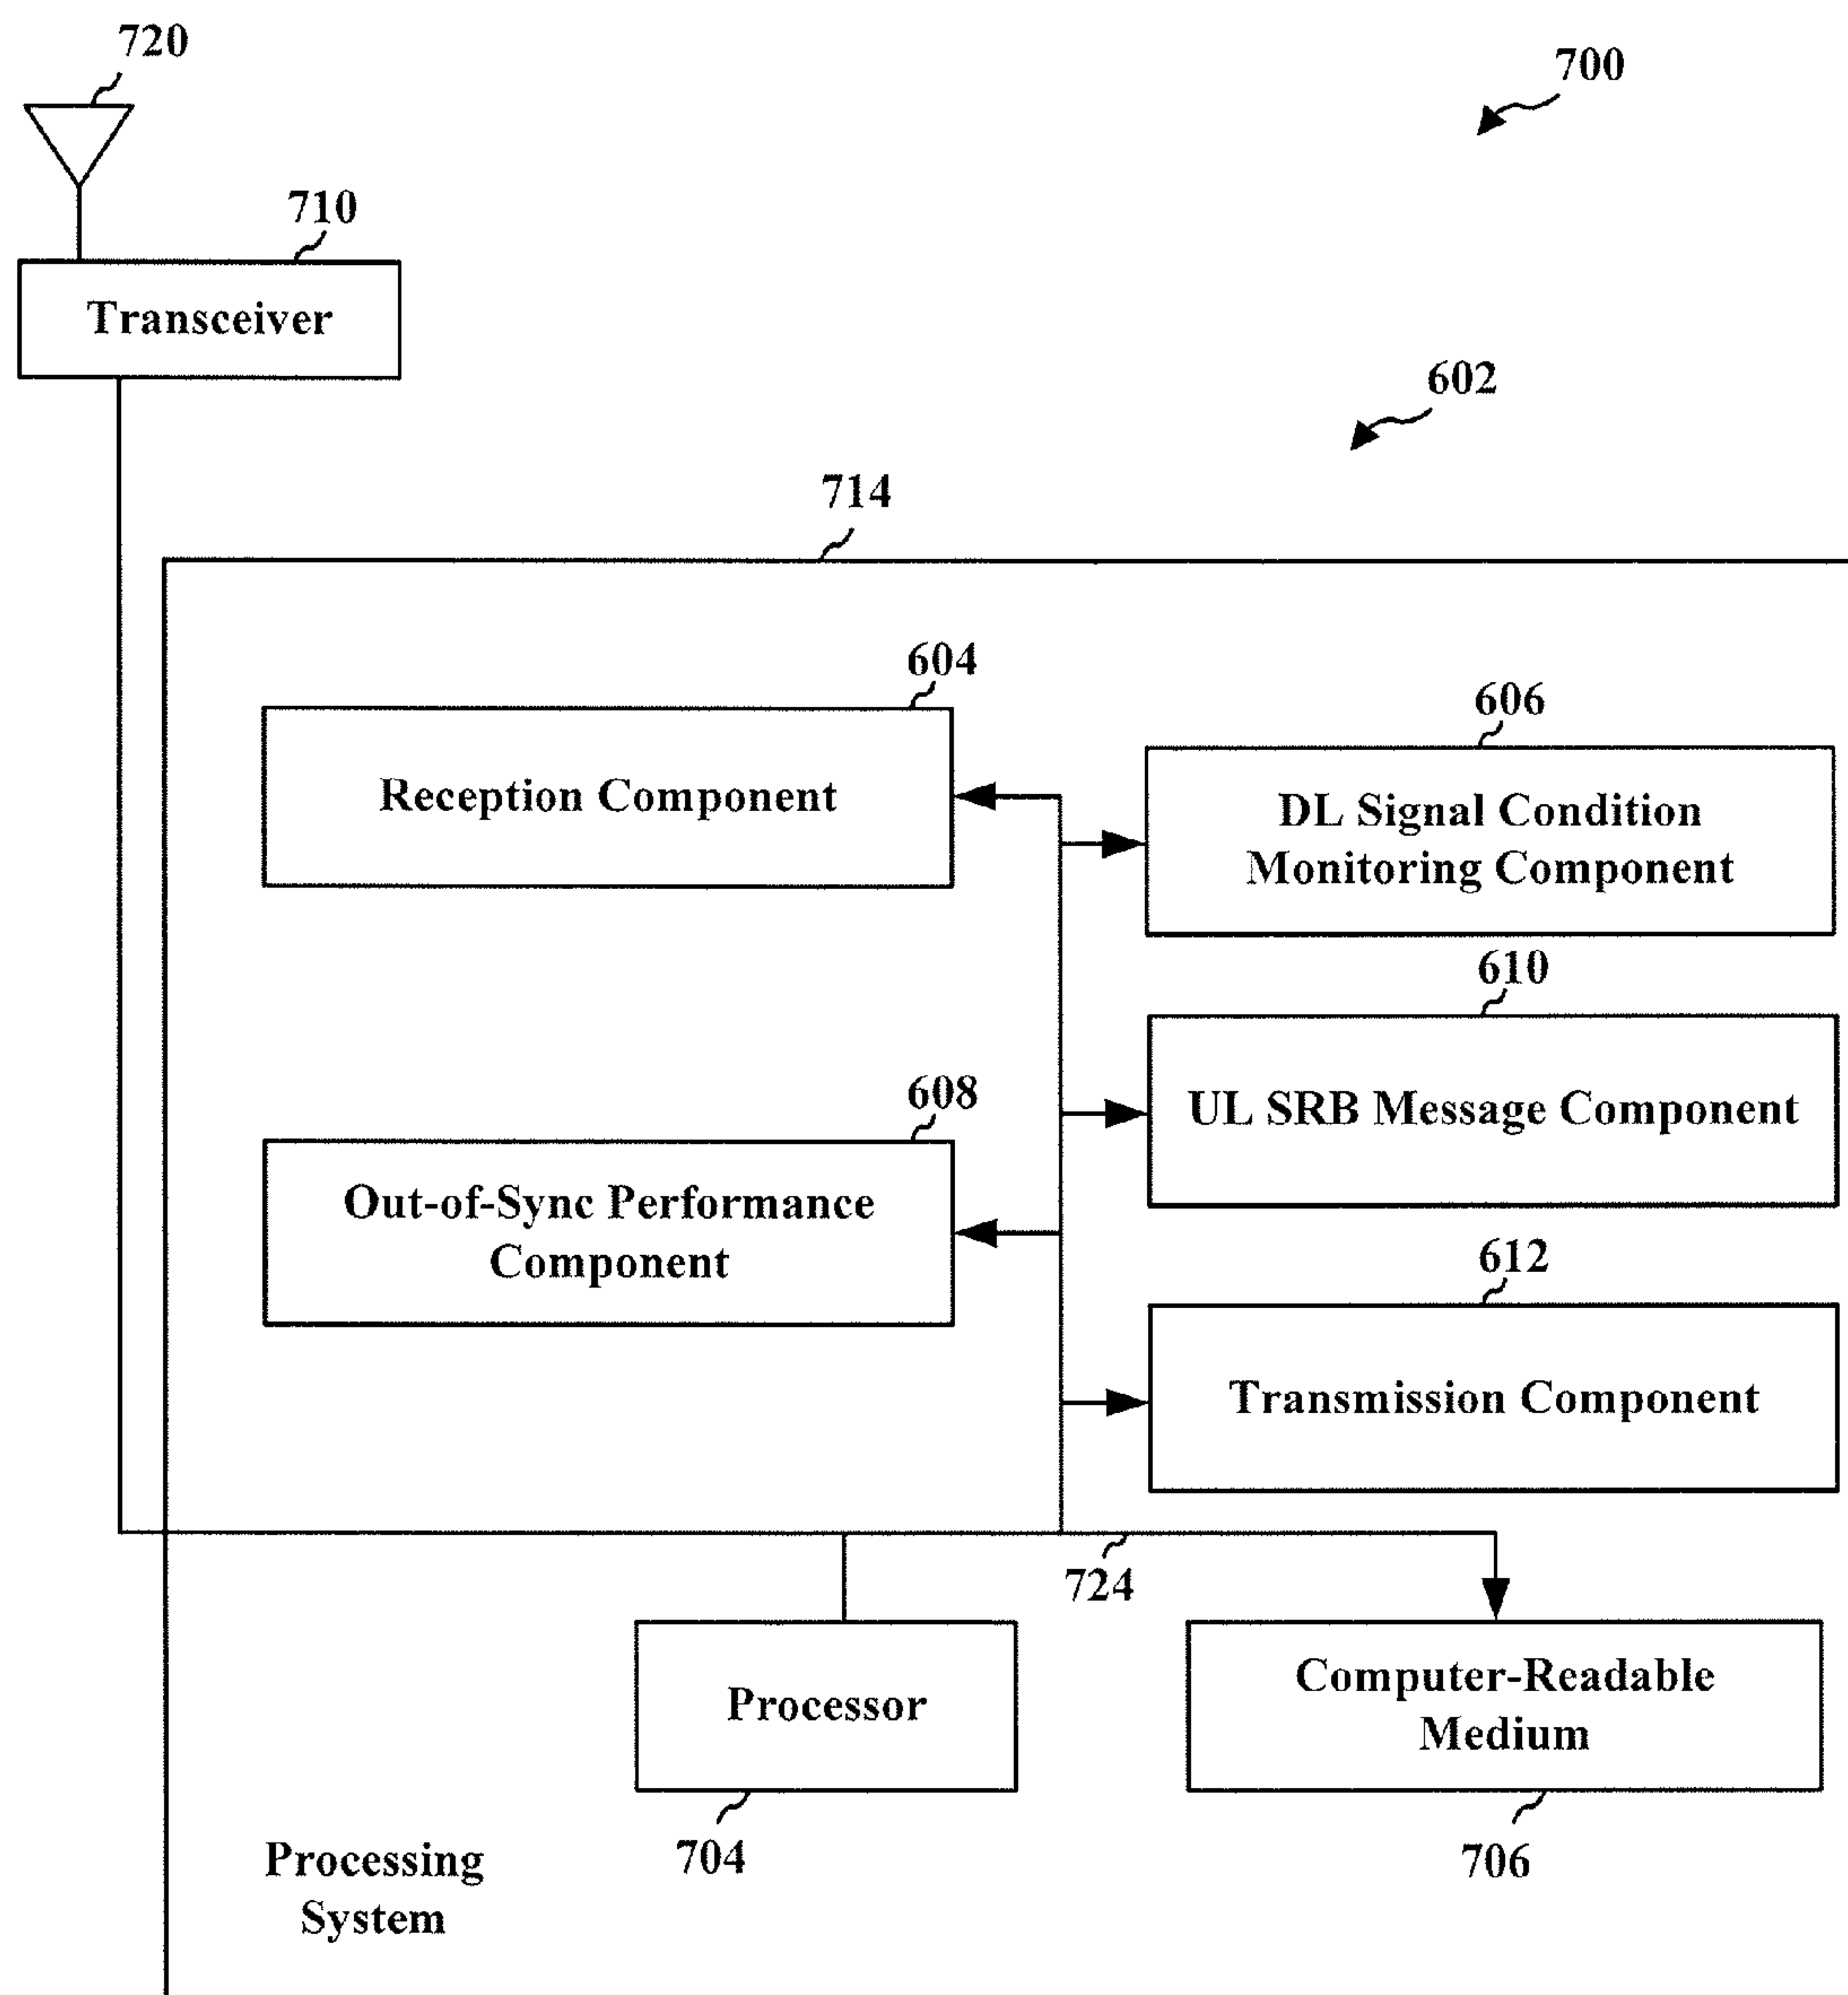 720
700
710
Transceiver
602
714
604
606
Reception Component
DL Signal Condition
Monitoring Component
610
608
UL SRB Message Component
Out-of-Sync Performance
Component
612
Transmission Component
724
Processor
Computer-Readable
Medium
704
706
Processing
System